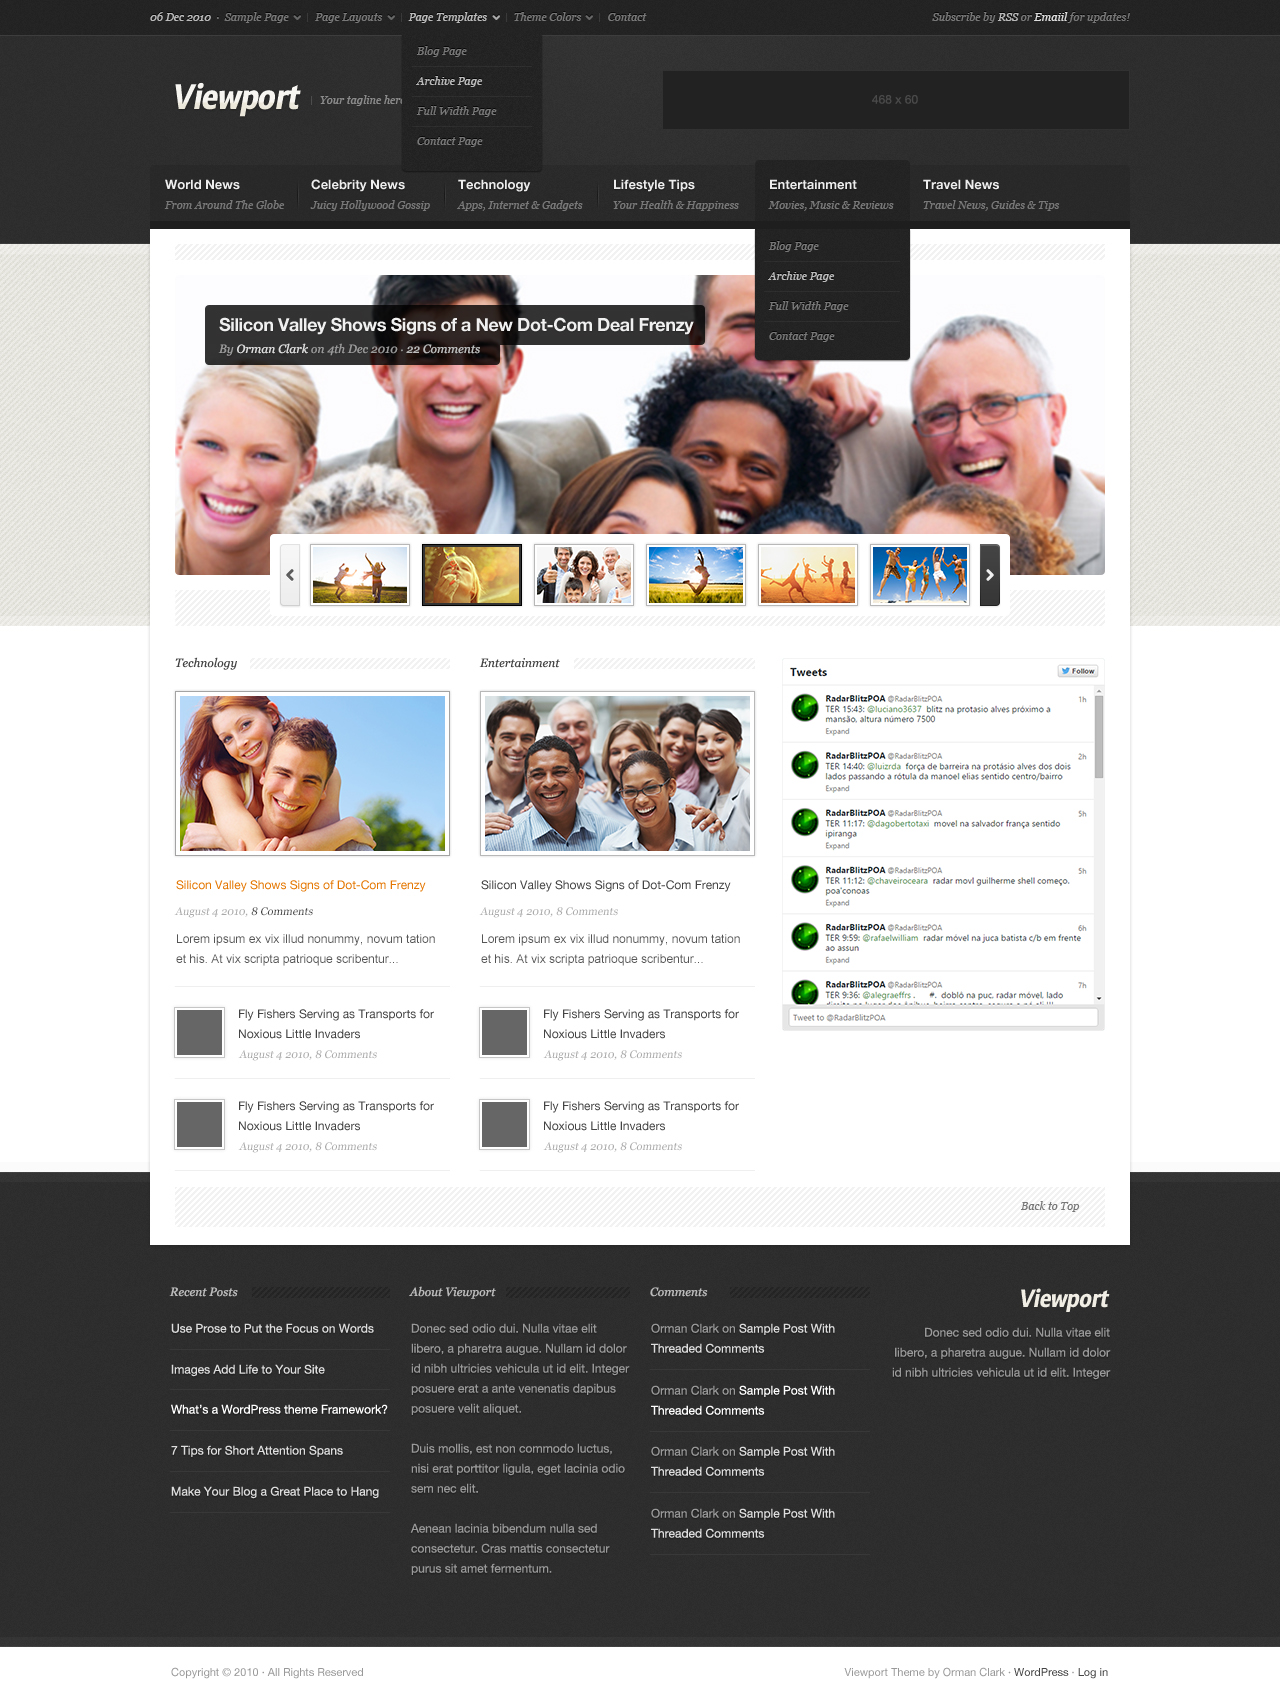 06 Dec 2010 · Sample Page | Page Layouts | Page Templates | Theme Colors | Contact
Subscribe by RSS or Emaiil for updates!
Blog Page
Archive Page
Full Width Page
Contact Page
Viewport
Your tagline here
468 x 60
World News
From Around The Globe
Celebrity News
Juicy Hollywood Gossip
Technology
Apps, Internet & Gadgets
Lifestyle Tips
Your Health & Happiness
Entertainment
Movies, Music & Reviews
Travel News
Travel News, Guides & Tips
Blog Page
Archive Page
Full Width Page
Contact Page
Silicon Valley Shows Signs of a New Dot-Com Deal Frenzy
By Orman Clark on 4th Dec 2010 · 22 Comments
Technology
Silicon Valley Shows Signs of Dot-Com Frenzy
August 4 2010, 8 Comments
Lorem ipsum ex vix illud nonummy, novum tation
et his. At vix scripta patrioque scribentur...
Fly Fishers Serving as Transports for
Noxious Little Invaders
August 4 2010, 8 Comments
Fly Fishers Serving as Transports for
Noxious Little Invaders
August 4 2010, 8 Comments
Entertainment
Silicon Valley Shows Signs of Dot-Com Frenzy
August 4 2010, 8 Comments
Lorem ipsum ex vix illud nonummy, novum tation
et his. At vix scripta patrioque scribentur...
Fly Fishers Serving as Transports for
Noxious Little Invaders
August 4 2010, 8 Comments
Fly Fishers Serving as Transports for
Noxious Little Invaders
August 4 2010, 8 Comments
Tweets
Follow
RadarBlitzPOA @RadarBlitzPOA 1h
TER 15:43: @luciano3637 blitz na protasio alves próximo a
mansão. altura número 7500
Expand
RadarBlitzPOA @RadarBlitzPOA 2h
TER 14:40: @luizrda força de barreira na protásio alves dos dois
lados passando a rótula da manoel elias sentido centro/bairro
Expand
RadarBlitzPOA @RadarBlitzPOA 5h
TER 11:17: @dagobertotaxi movel na salvador frança sentido
ipiranga
Expand
RadarBlitzPOA @RadarBlitzPOA 5h
TER 11:12: @chaveiroceara radar movl guilherme shell começo.
poa'conoas
Expand
RadarBlitzPOA @RadarBlitzPOA 6h
TER 9:59: @rafaelwilliam radar móvel na juca batista c/b em frente
ao assun
Expand
RadarBlitzPOA @RadarBlitzPOA 7h
TER 9:36: @alegraeffrs . #. dobló na puc. radar móvel. lado
Tweet to @RadarBlitzPOA
Back to Top
Recent Posts
Use Prose to Put the Focus on Words
Images Add Life to Your Site
What's a WordPress theme Framework?
7 Tips for Short Attention Spans
Make Your Blog a Great Place to Hang
About Viewport
Donec sed odio dui. Nulla vitae elit
libero, a pharetra augue. Nullam id dolor
id nibh ultricies vehicula ut id elit. Integer
posuere erat a ante venenatis dapibus
posuere velit aliquet.
Duis mollis, est non commodo luctus,
nisi erat porttitor ligula, eget lacinia odio
sem nec elit.
Aenean lacinia bibendum nulla sed
consectetur. Cras mattis consectetur
purus sit amet fermentum.
Comments
Orman Clark on Sample Post With
Threaded Comments
Orman Clark on Sample Post With
Threaded Comments
Orman Clark on Sample Post With
Threaded Comments
Orman Clark on Sample Post With
Threaded Comments
Viewport
Donec sed odio dui. Nulla vitae elit
libero, a pharetra augue. Nullam id dolor
id nibh ultricies vehicula ut id elit. Integer
Copyright © 2010 · All Rights Reserved
Viewport Theme by Orman Clark · WordPress · Log in